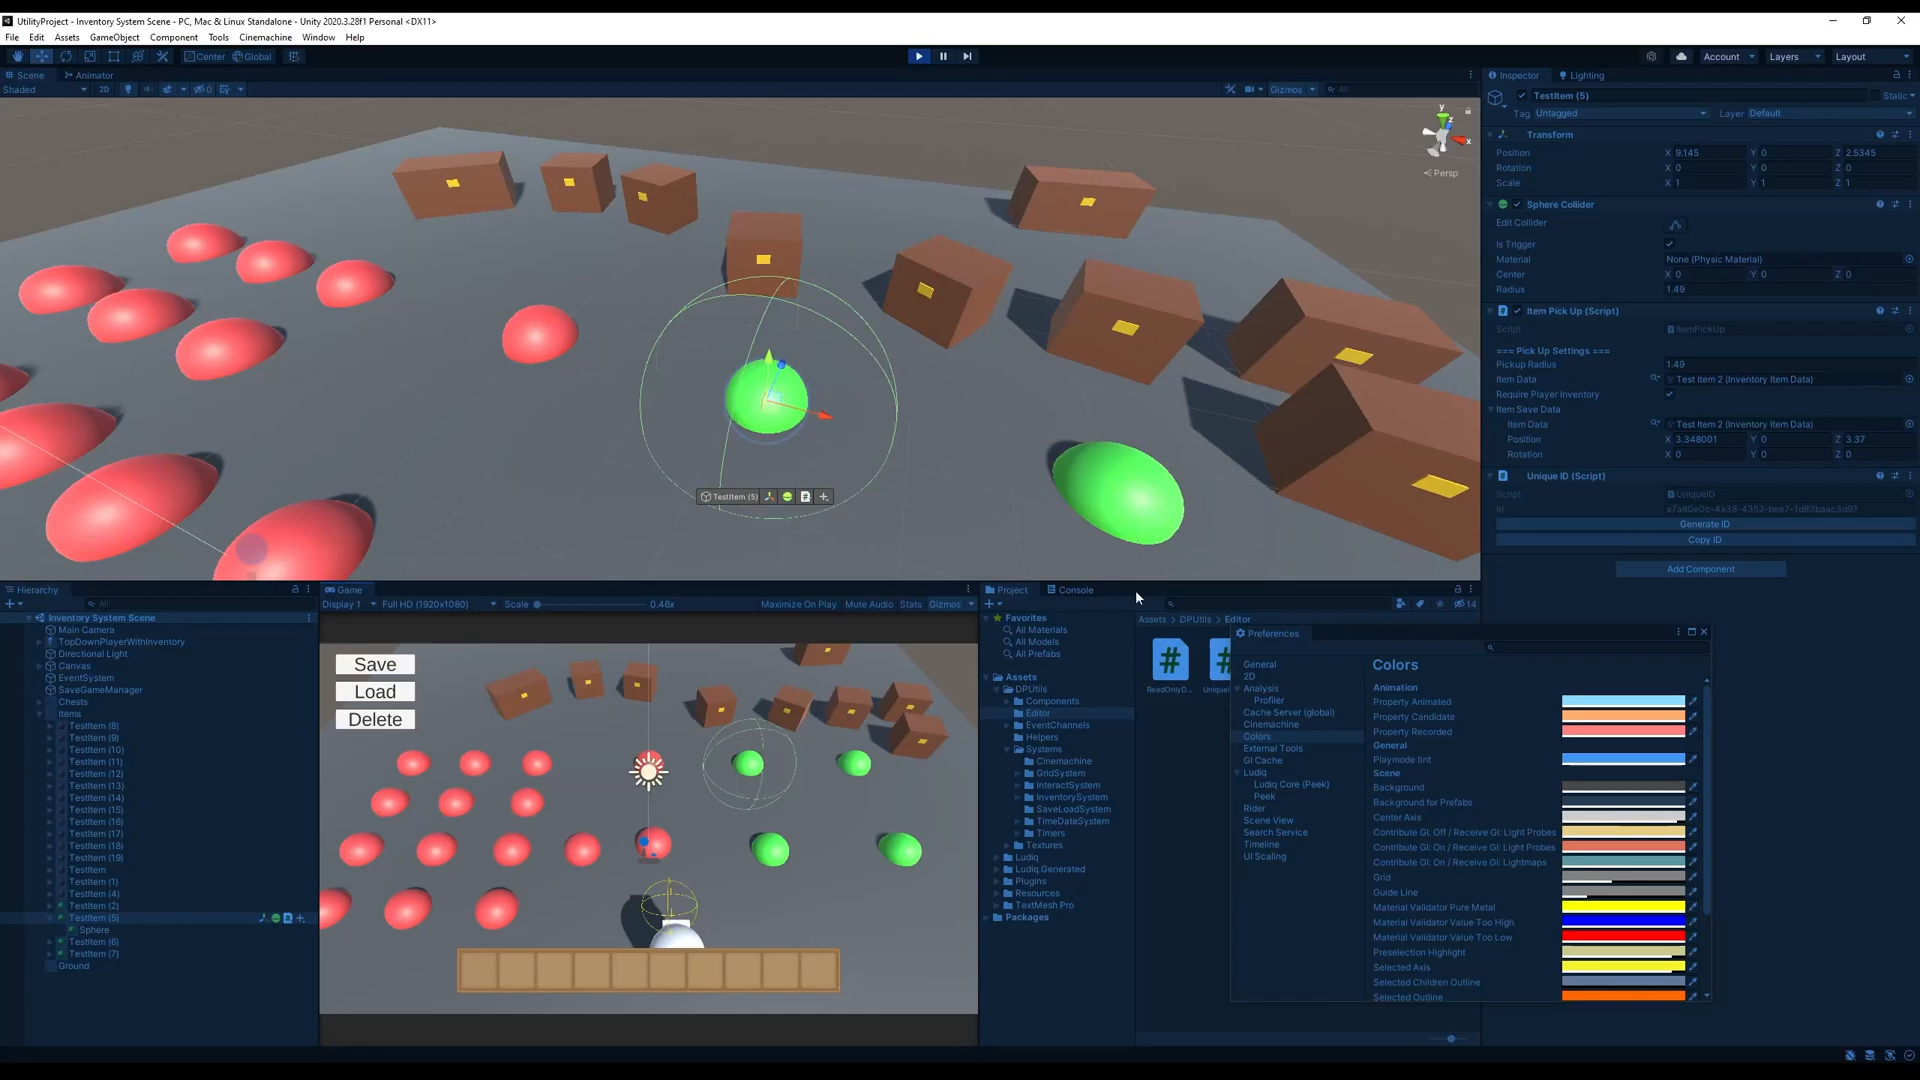 UtilityProject - Inventory System Scene - PC, Mac & Linux Standalone - Unity 2020.3.28f1 Personal <DX11>
File Edit Assets GameObject Component Tools Cinemachine Window Help
Center Global Account Layers Layout
Scene Animator
Shaded 2D Gizmos All
y
x
Persp
TestItem (5)
Inspector Lighting
TestItem (5) Static
Tag Untagged Layer Default
Transform
Position X 9.145 Y 0 Z 2.5345
Rotation X 0 Y 0 Z 0
Scale X 1 Y 1 Z 1
Sphere Collider
Edit Collider
Is Trigger
Material None (Physic Material)
Center X 0 Y 0 Z 0
Radius 1.49
Item Pick Up (Script)
Script ItemPickUp
=== Pick Up Settings ===
Pickup Radius 1.49
Item Data Test Item 2 (Inventory Item Data)
Require Player Inventory
Item Save Data
Item Data Test Item 2 (Inventory Item Data)
Position X 3.348001 Y 0 Z 3.37
Rotation X 0 Y 0 Z 0
Unique ID (Script)
Script UniqueID
Id a7a80e0c-4a38-4352-bee7-1d83baac3d97
Generate ID
Copy ID
Add Component
Hierarchy
All
Inventory System Scene
Main Camera
TopDownPlayerWithInventory
Directional Light
Canvas
EventSystem
SaveGameManager
Chests
Items
TestItem (8)
TestItem (9)
TestItem (10)
TestItem (11)
TestItem (12)
TestItem (13)
TestItem (14)
TestItem (15)
TestItem (16)
TestItem (17)
TestItem (18)
TestItem (19)
TestItem
TestItem (1)
TestItem (4)
TestItem (2)
TestItem (5)
Sphere
TestItem (6)
TestItem (7)
Ground
Game
Display 1 Full HD (1920x1080) Scale 0.46x Maximize On Play Mute Audio Stats Gizmos
Save
Load
Delete
Project Console
14
Favorites
All Materials
All Models
All Prefabs
Assets
DPUtils
Components
Editor
EventChannels
Helpers
Systems
Cinemachine
GridSystem
InteractSystem
InventorySystem
SaveLoadSystem
TimeDateSystem
Timers
Textures
Ludiq
Ludiq.Generated
Plugins
Resources
TextMesh Pro
Packages
Assets DPUtils Editor
ReadOnlyD...
Preferences
General
2D
Analysis
Profiler
Cache Server (global)
Cinemachine
Colors
External Tools
GI Cache
Ludiq
Ludiq Core (Peek)
Peek
Rider
Scene View
Search Service
Timeline
UI Scaling
Colors
Animation
Property Animated
Property Candidate
Property Recorded
General
Playmode tint
Scene
Background
Background for Prefabs
Center Axis
Contribute GI: Off / Receive GI: Light Probes
Contribute GI: On / Receive GI: Light Probes
Contribute GI: On / Receive GI: Lightmaps
Grid
Guide Line
Material Validator Pure Metal
Material Validator Value Too High
Material Validator Value Too Low
Preselection Highlight
Selected Axis
Selected Children Outline
Selected Outline